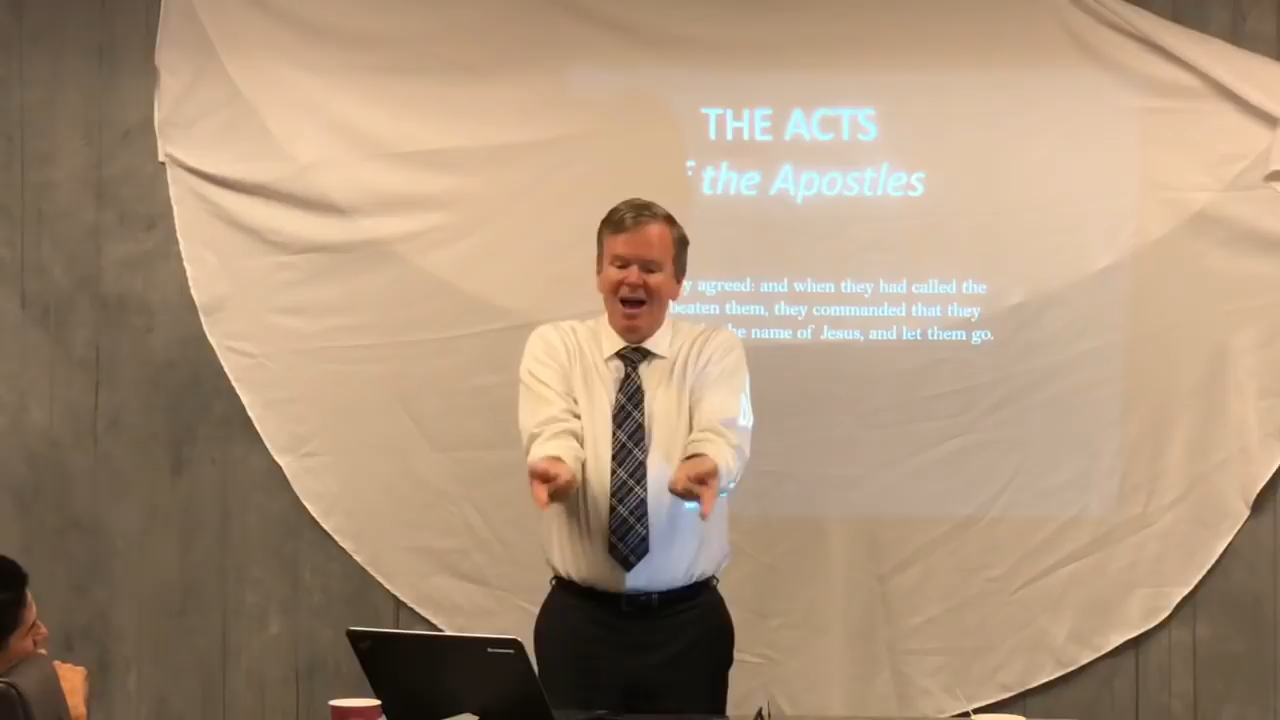 THE ACTS
the Apostles
agreed: and when they had called the
beaten them, they commanded that they
name of Jesus, and let them go.
lenovo